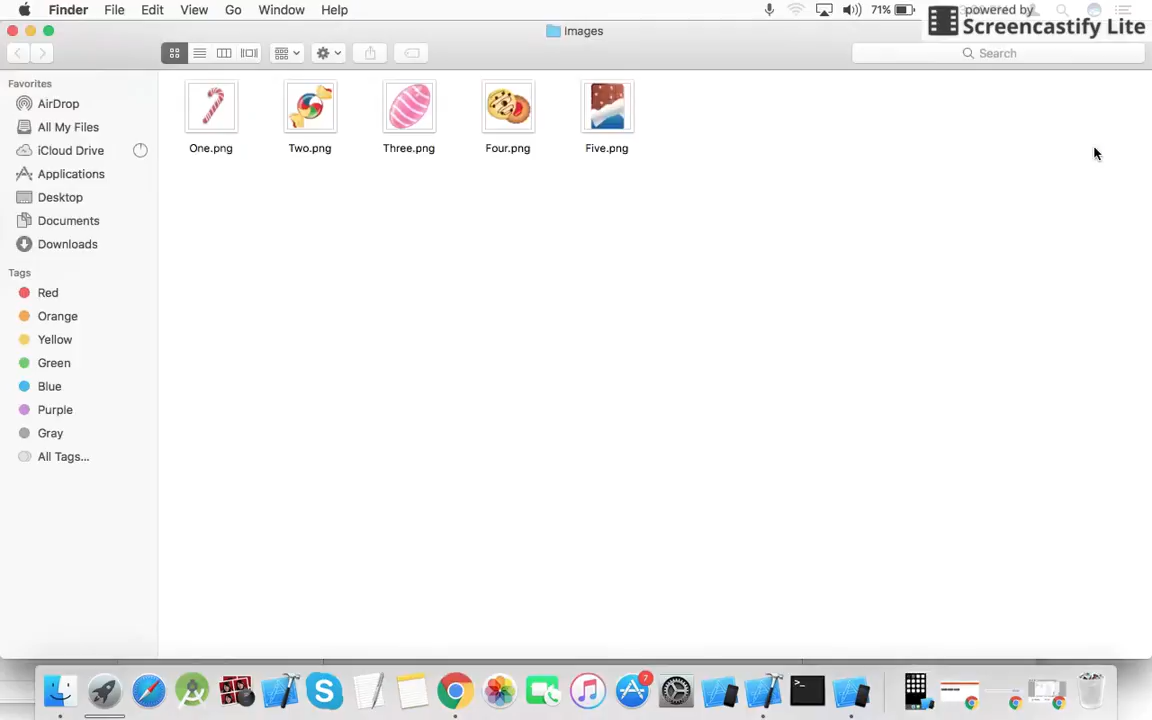 Finder File Edit View Go Window Help 71%
powered by
Screencastify Lite
Images
Search
Favorites
AirDrop
All My Files
iCloud Drive
Applications
Desktop
Documents
Downloads
Tags
Red
Orange
Yellow
Green
Blue
Purple
Gray
All Tags...
One.png Two.png Three.png Four.png Five.png
7